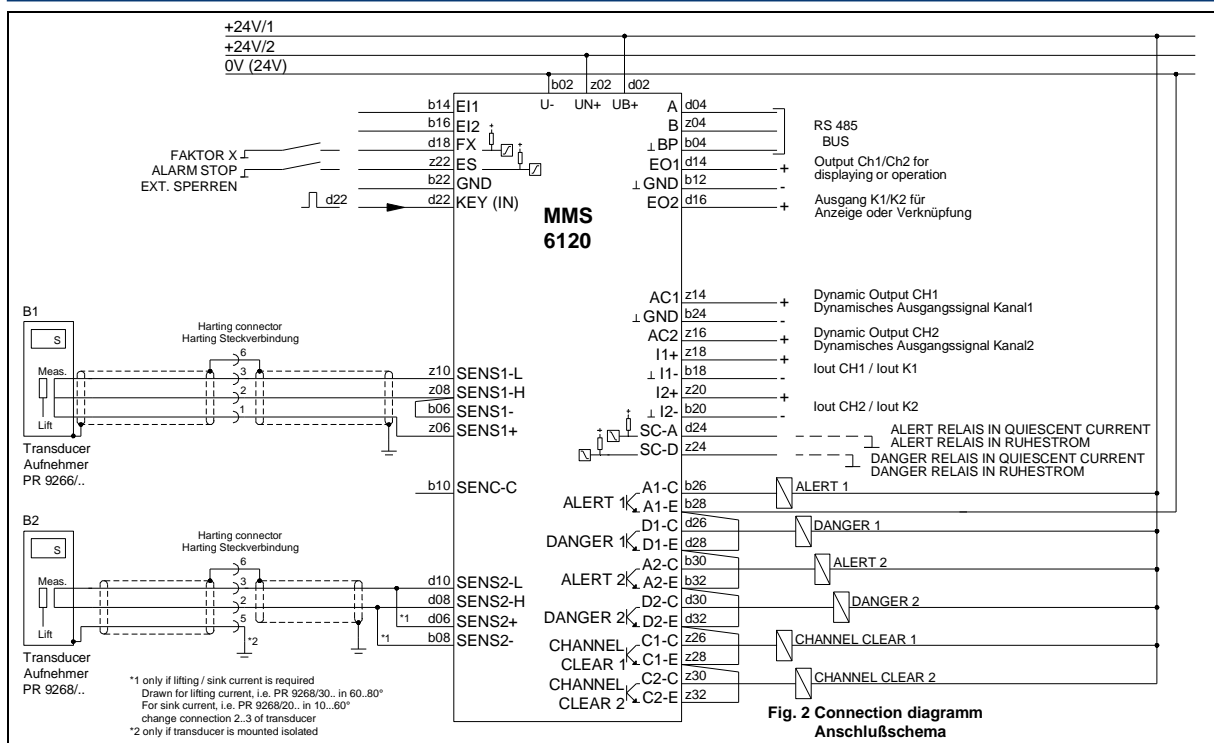 +24V/1
+24V/2
0V (24V)
b02 z02 d02
U- UN+ UB+
b14 EI1
b16 EI2
d18 FX
z22 ES
b22 GND
d22 KEY (IN)
FAKTOR X
ALARM STOP
EXT. SPERREN
d22
MMS
6120
A d04
B z04
⊥BP b04
EO1 d14
⊥GND b12
EO2 d16
RS 485
BUS
+ Output Ch1/Ch2 for
displaying or operation
-
+ Ausgang K1/K2 für
Anzeige oder Verknüpfung
AC1 z14
⊥GND b24
AC2 z16
I1+ z18
⊥ I1- b18
I2+ z20
⊥ I2- b20
SC-A d24
SC-D z24
+ Dynamic Output CH1
Dynamisches Ausgangssignal Kanal1
-
+ Dynamic Output CH2
Dynamisches Ausgangssignal Kanal2
+
Iout CH1 / Iout K1
-
+
Iout CH2 / Iout K2
-
ALERT RELAIS IN QUIESCENT CURRENT
ALERT RELAIS IN RUHESTROM
DANGER RELAIS IN QUIESCENT CURRENT
DANGER RELAIS IN RUHESTROM
B1
S
Meas.
Lift
Transducer
Aufnehmer
PR 9266/..
Harting connector
Harting Steckverbindung
6
3
2
1
z10 SENS1-L
z08 SENS1-H
b06 SENS1-
z06 SENS1+
b10 SENC-C
B2
S
Meas.
Lift
Transducer
Aufnehmer
PR 9268/..
Harting connector
Harting Steckverbindung
6
3
2
5
*2
*1
*1
d10 SENS2-L
d08 SENS2-H
d06 SENS2+
b08 SENS2-
ALERT 1 A1-C b26 ALERT 1
A1-E b28
DANGER 1 D1-C d26 DANGER 1
D1-E d28
ALERT 2 A2-C b30 ALERT 2
A2-E b32
DANGER 2 D2-C d30 DANGER 2
D2-E d32
CHANNEL CLEAR 1 C1-C z26 CHANNEL CLEAR 1
C1-E z28
CHANNEL CLEAR 2 C2-C z30 CHANNEL CLEAR 2
C2-E z32
*1 only if lifting / sink current is required
Drawn for lifting current, i.e. PR 9268/30.. in 60..80°
For sink current, i.e. PR 9268/20.. in 10...60°
change connection 2..3 of transducer
*2 only if transducer is mounted isolated
Fig. 2 Connection diagramm
Anschlußschema